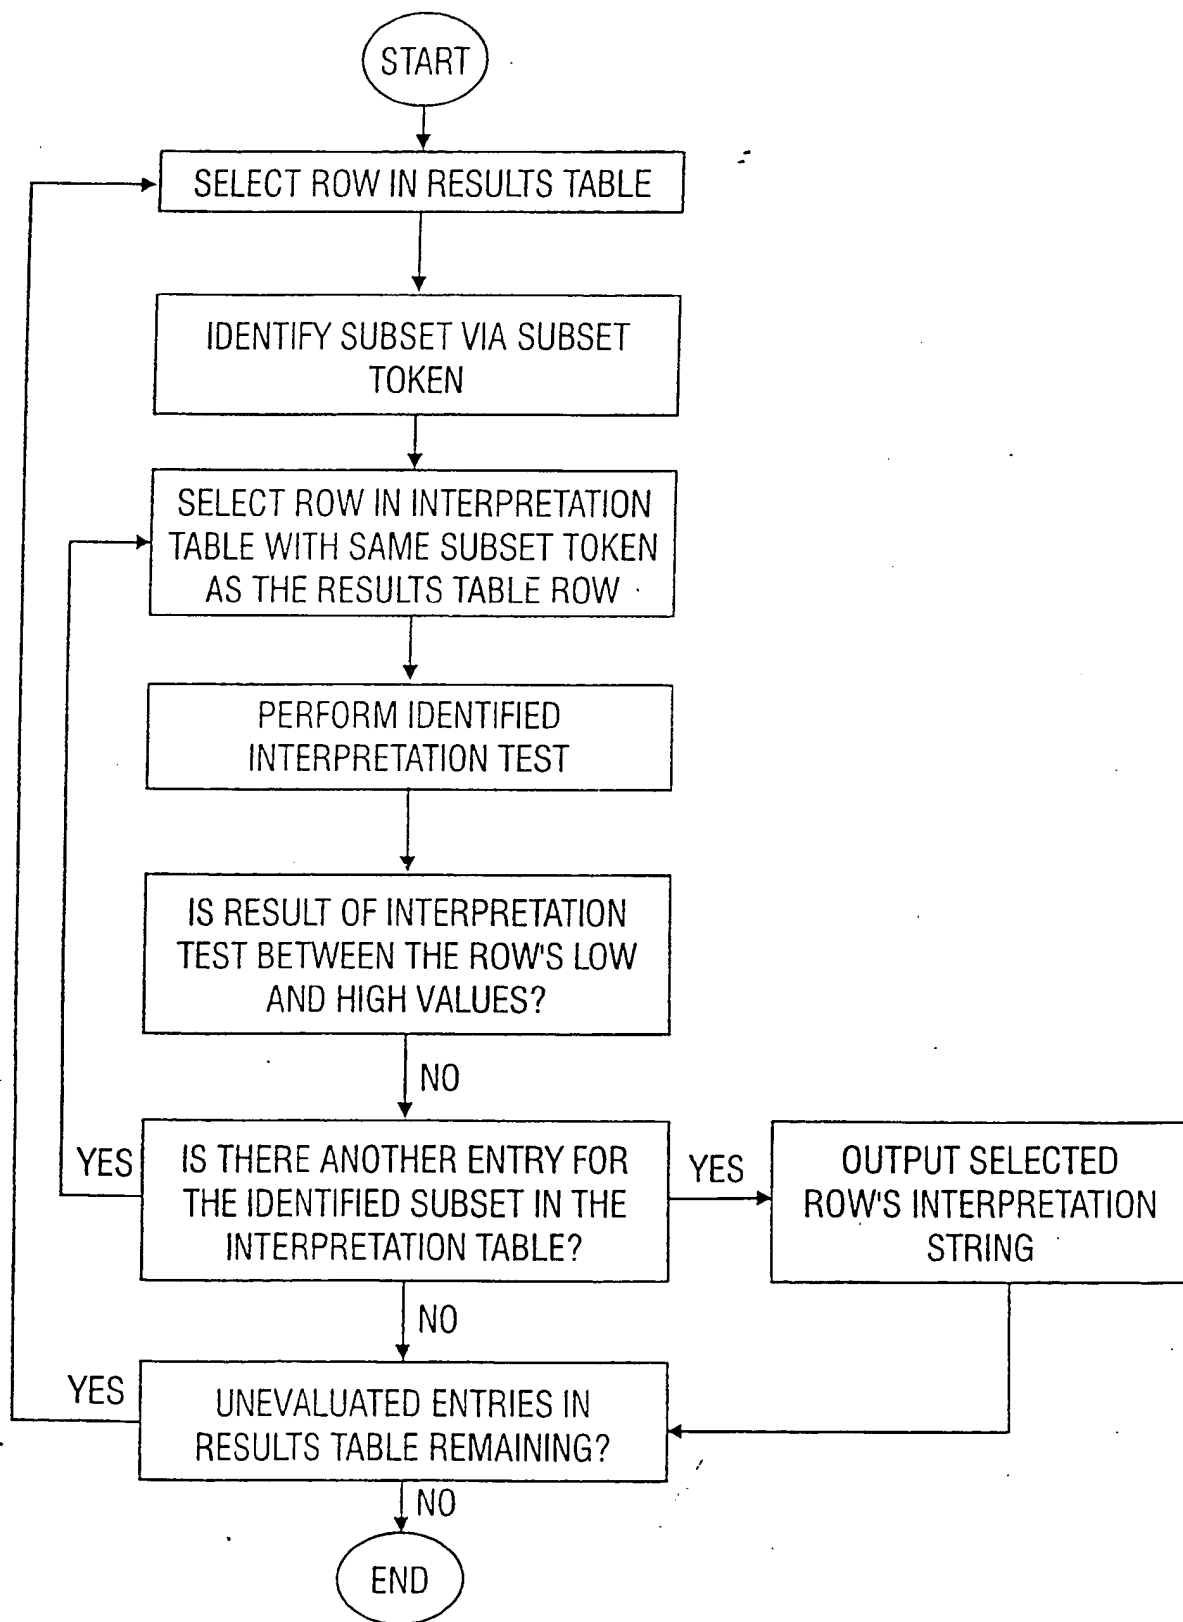 START
SELECT ROW IN RESULTS TABLE
IDENTIFY SUBSET VIA SUBSET
TOKEN
SELECT ROW IN INTERPRETATION
TABLE WITH SAME SUBSET TOKEN
AS THE RESULTS TABLE ROW
PERFORM IDENTIFIED
INTERPRETATION TEST
IS RESULT OF INTERPRETATION
TEST BETWEEN THE ROW'S LOW
AND HIGH VALUES?
NO
YES
IS THERE ANOTHER ENTRY FOR
THE IDENTIFIED SUBSET IN THE
INTERPRETATION TABLE?
YES
OUTPUT SELECTED
ROW'S INTERPRETATION
STRING
NO
YES
UNEVALUATED ENTRIES IN
RESULTS TABLE REMAINING?
NO
END